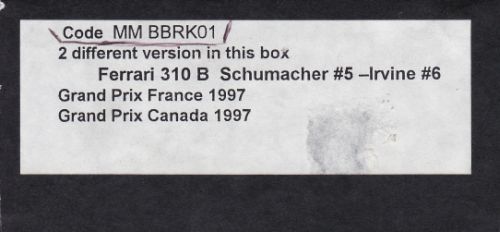 Code MM BBRK01
2 different version in this box
Ferrari 310 B Schumacher #5 –Irvine #6
Grand Prix France 1997
Grand Prix Canada 1997